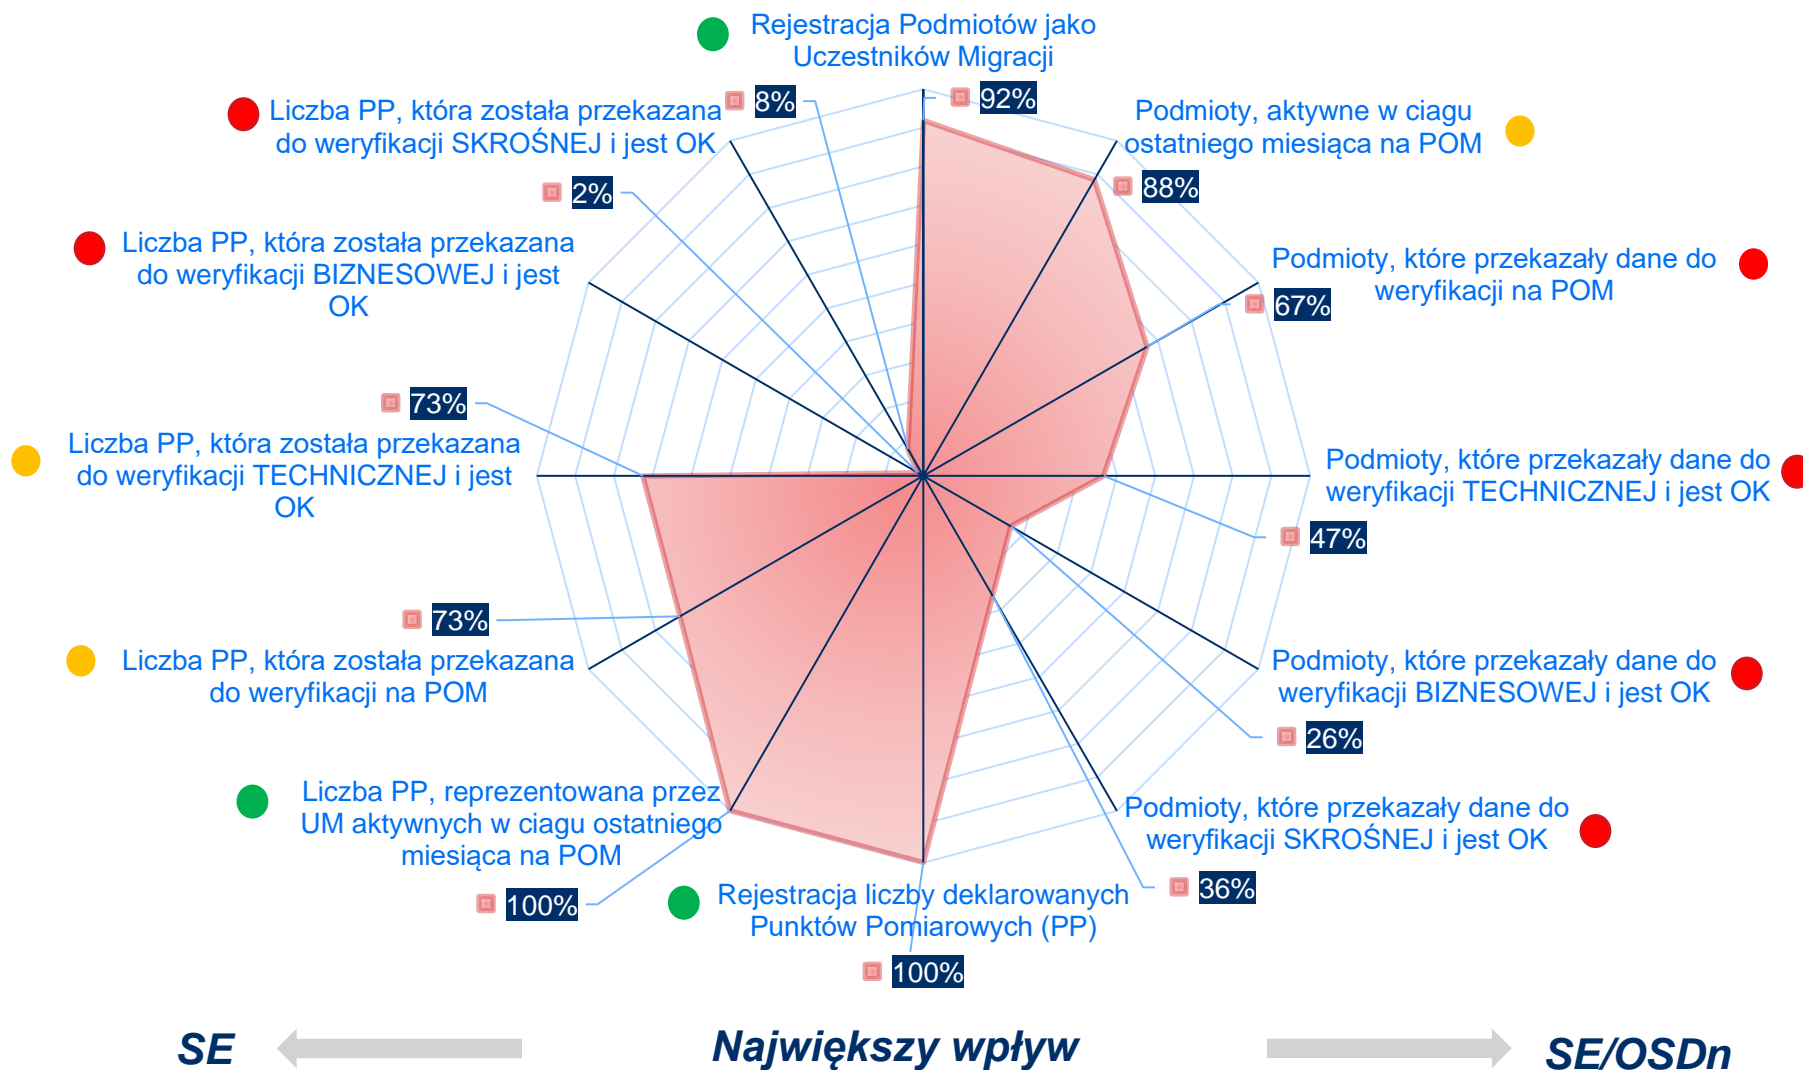 Rejestracja Podmiotów jako
Uczestników Migracji
92%
Podmioty, aktywne w ciagu
ostatniego miesiąca na POM
88%
Podmioty, które przekazały dane do
weryfikacji na POM
67%
Podmioty, które przekazały dane do
weryfikacji TECHNICZNEJ i jest OK
47%
Podmioty, które przekazały dane do
weryfikacji BIZNESOWEJ i jest OK
26%
Podmioty, które przekazały dane do
weryfikacji SKROŚNEJ i jest OK
36%
Rejestracja liczby deklarowanych
Punktów Pomiarowych (PP)
100%
Liczba PP, reprezentowana przez
UM aktywnych w ciagu ostatniego
miesiąca na POM
100%
Liczba PP, która została przekazana
do weryfikacji na POM
73%
Liczba PP, która została przekazana
do weryfikacji TECHNICZNEJ i jest
OK
73%
Liczba PP, która została przekazana
do weryfikacji BIZNESOWEJ i jest
OK
2%
Liczba PP, która została przekazana
do weryfikacji SKROŚNEJ i jest OK
8%
SE
Największy wpływ
SE/OSDn